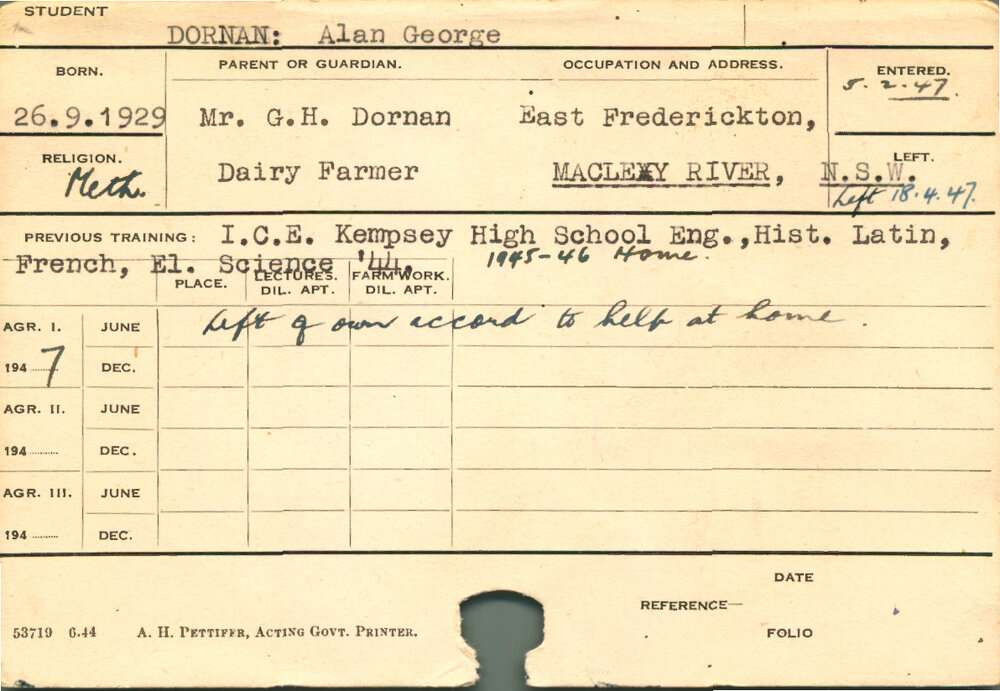 STUDENT
DORNAN: Alan George
BORN. PARENT OR GUARDIAN. OCCUPATION AND ADDRESS. ENTERED.
5.2.47.
26.9.1929 Mr. G.H. Dornan East Frederickton,
RELIGION. Dairy Farmer MACLEXY RIVER, N.S.W. LEFT.
Meth. Left 18.4.47.
PREVIOUS TRAINING: I.C.E. Kempsey High School Eng.,Hist. Latin,
French, El. Science '44. 1945-46 Home.
PLACE. LECTURES. FARM WORK.
DIL. APT. DIL. APT.
AGR. I. JUNE Left of own accord to help at home.
194 7 DEC.
AGR. II. JUNE
194 DEC.
AGR. III. JUNE
194 DEC.
DATE
REFERENCE—
53719 6.44 A. H. PETTIFER, ACTING GOVT. PRINTER. FOLIO